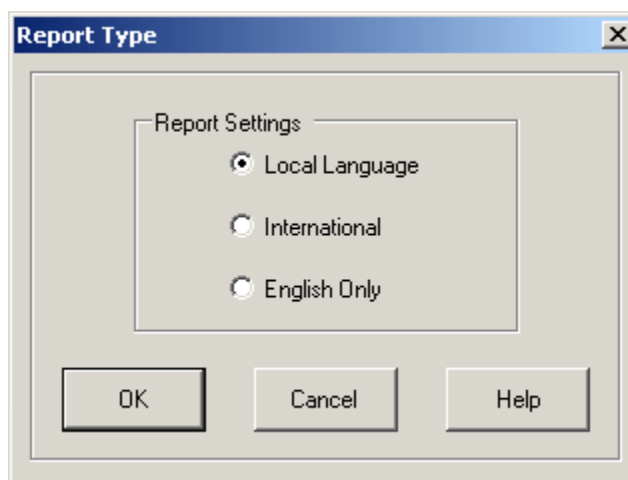 Report Type
Report Settings
Local Language
International
English Only
OK Cancel Help